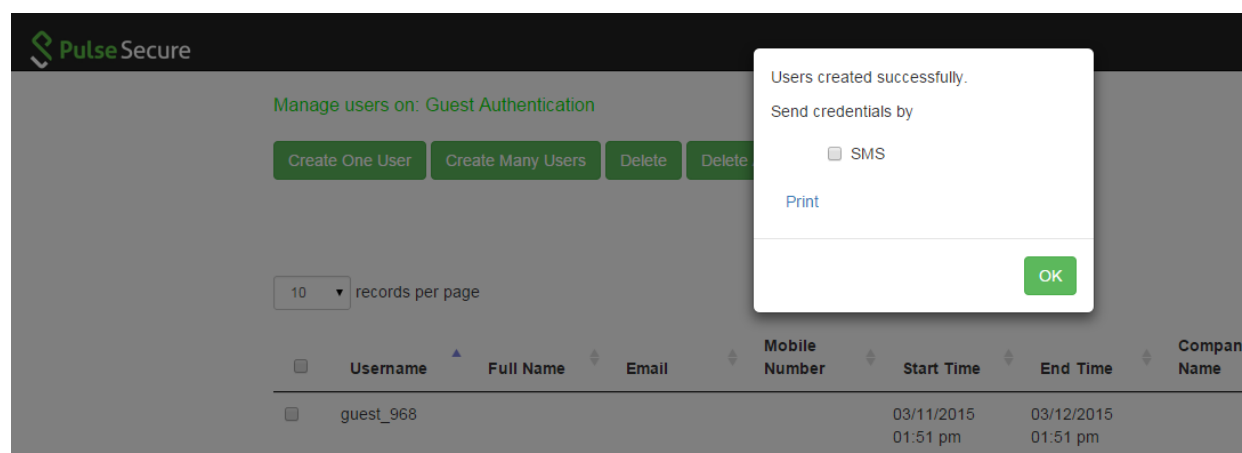 Pulse Secure
Users created successfully.
Manage users on: Guest Authentication
Send credentials by
Create One User
Create Many Users
Delete
Delete
SMS
Print
OK
10 records per page
Username
Full Name
Email
Mobile
Number
Start Time
End Time
Compan
Name
guest_968
03/11/2015
01:51 pm
03/12/2015
01:51 pm